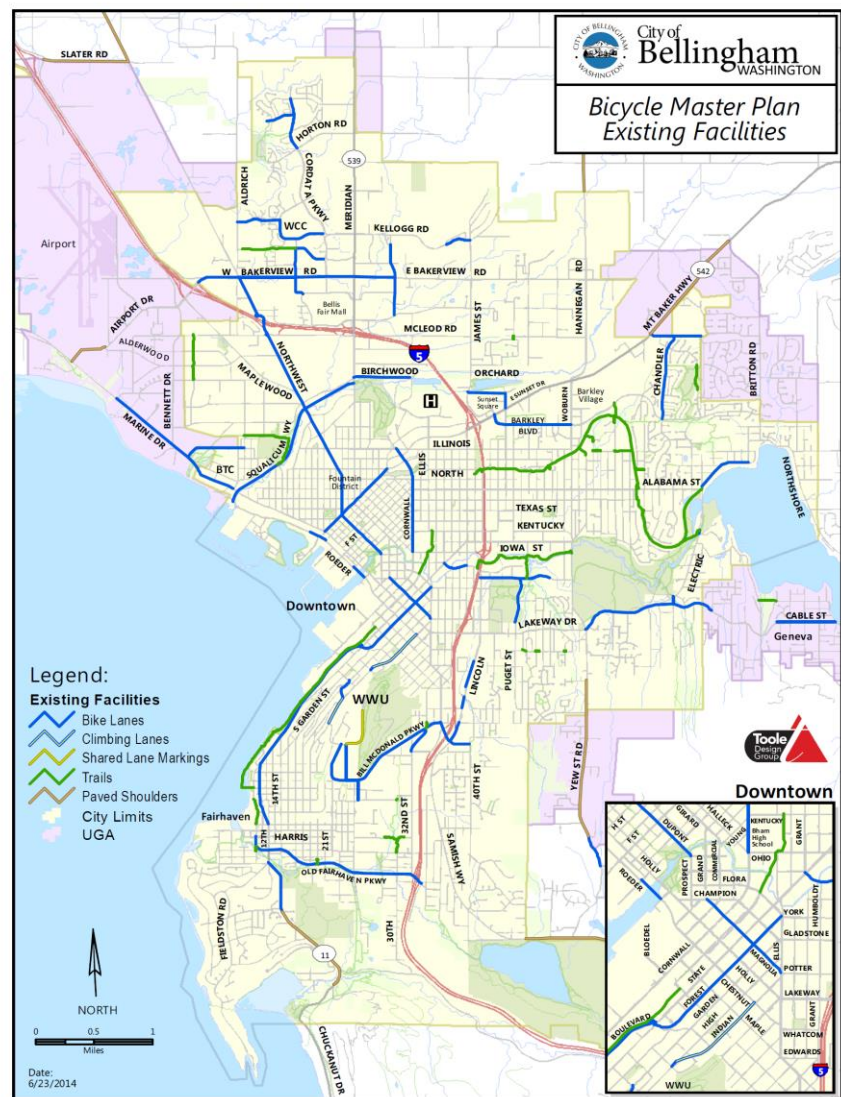 City of
Bellingham
WASHINGTON
CITY OF BELLINGHAM
WASHINGTON
Bicycle Master Plan
Existing Facilities
SLATER RD
HORTON RD
CORDATA PKWY
539
ALDRICH
MERIDIAN
WCC
KELLOGG RD
Airport
W BAKERVIEW RD
E BAKERVIEW RD
HANNEGAN RD
542
MT BAKER HWY
AIRPORT DR
Bellis
Fair Mall
JAMES ST
MCLEOD RD
ALDERWOOD
NORTHWEST
5
BENNETT DR
MAPLEWOOD
BIRCHWOOD
ORCHARD
CHANDLER
BRITTON RD
H
E SUNSET DR
Sunset
Square
WOBURN
Barkley
Village
BARKLEY
BLVD
MARINE DR
SQUALICUM WY
BTC
ILLINOIS
ELLIS
NORTH
Fountain
District
ALABAMA ST
NORTHSHORE
CORNWALL
TEXAS ST
KENTUCKY
F ST
IOWA ST
ROEDER
ELECTRIC
Downtown
LAKEWAY DR
CABLE ST
Geneva
LINCOLN
PUGET ST
Legend:
Existing Facilities
Bike Lanes
Climbing Lanes
Shared Lane Markings
Trails
Paved Shoulders
City Limits
UGA
S GARDEN ST
WWU
BILL MCDONALD PKWY
YEW ST RD
Toole
Design
Group
14TH ST
40TH ST
32ND ST
Fairhaven
12TH
HARRIS
21ST
SAMISH WY
OLD FAIRHAVEN PKWY
FIELDSTON RD
30TH
11
CHUCKANUT DR
NORTH
0 0.5 1
Miles
Date:
6/23/2014
Downtown
H ST
F ST
GIRARD
HALLECK
DUPONT
YOUNG
KENTUCKY
Bham
High
School
GRANT
OHIO
HOLLY
ROEDER
PROSPECT
GRAND
COMMERCIAL
FLORA
CHAMPION
YORK
HUMBOLDT
GLADSTONE
BLOEDEL
CORNWALL
ELLIS
MAGNOLIA
POTTER
STATE
HOLLY
CHESTNUT
LAKEWAY
FOREST
GARDEN
HIGH
INDIAN
MAPLE
GRANT
BOULEVARD
WHATCOM
EDWARDS
WWU
5